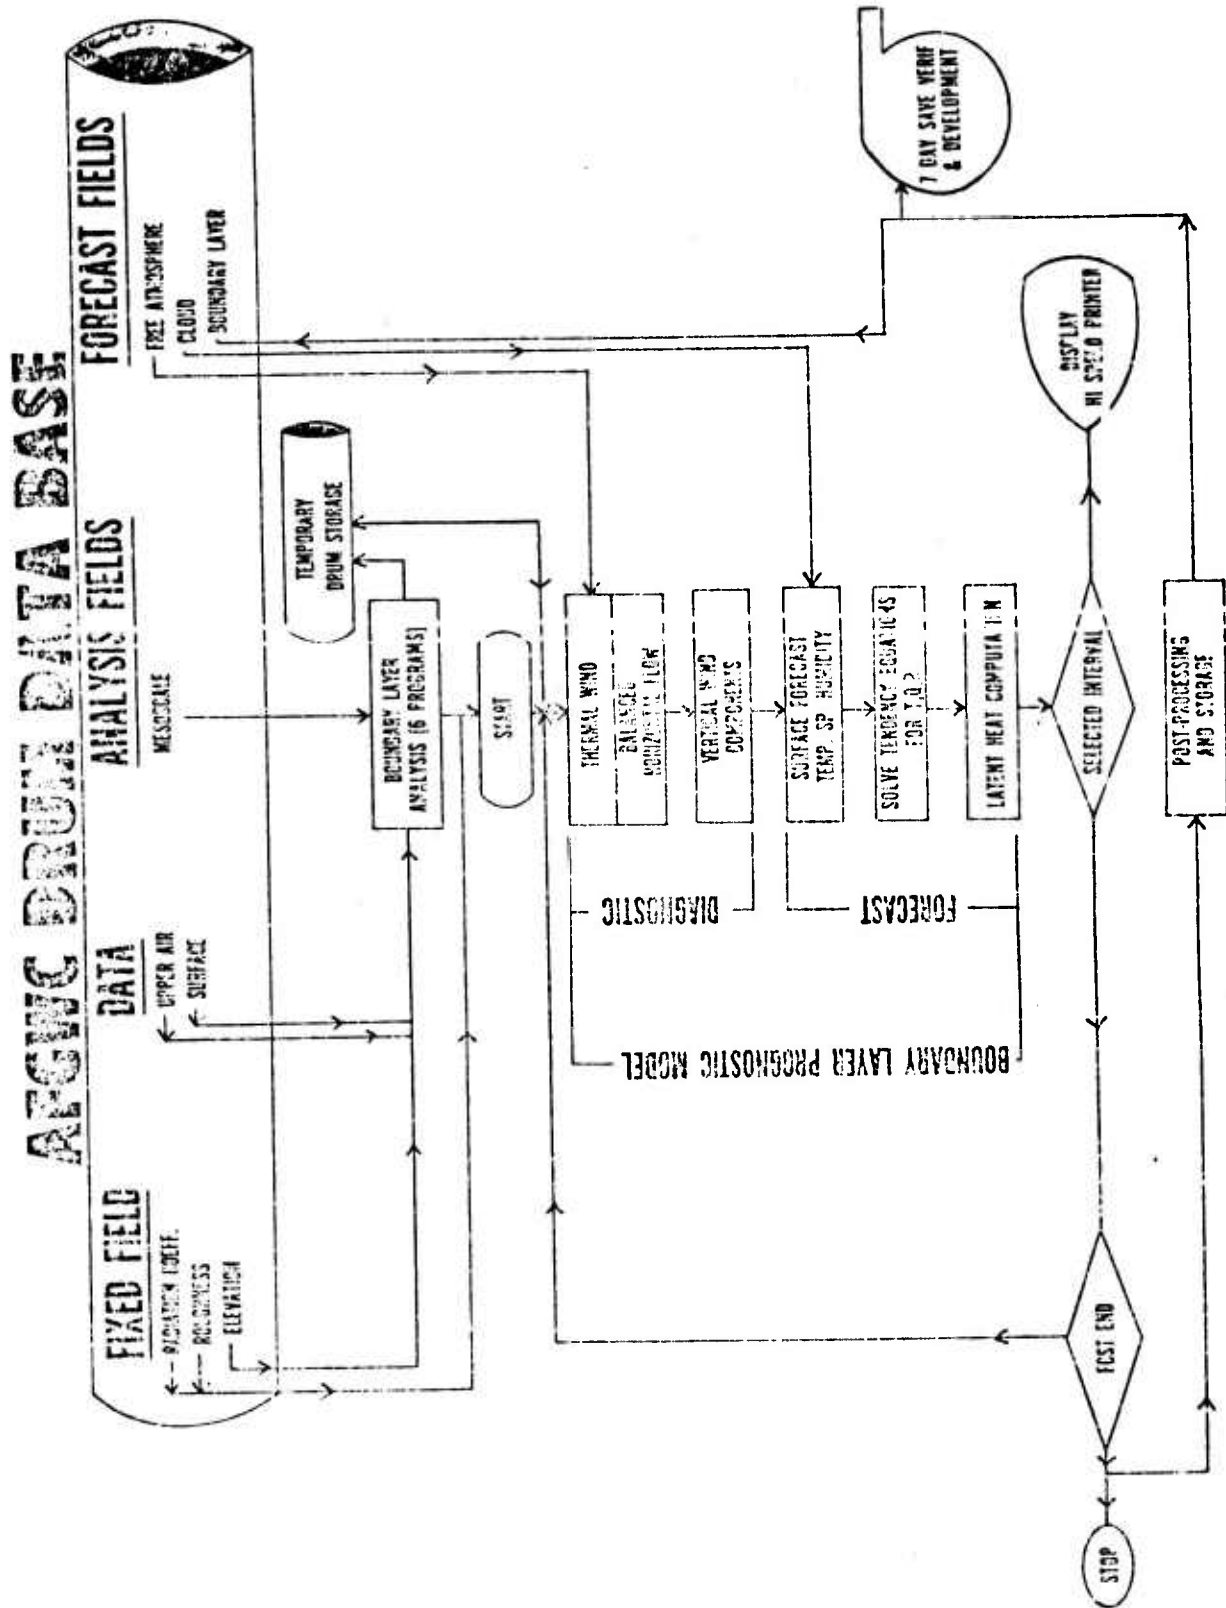 AFGWC DRUM DATA BASE
FIXED FIELD
RADIATION COEFF.
ROUGHNESS
ELEVATION
DATA
UPPER AIR
SURFACE
ANALYSIS FIELDS
MESOSCALE
FORECAST FIELDS
FREE ATMOSPHERE
CLOUD
BOUNDARY LAYER
TEMPORARY
DRUM STORAGE
BOUNDARY LAYER
ANALYSIS (6 PROGRAMS)
START
THERMAL WIND
BALANCED
HORIZONTAL FLOW
VERTICAL WIND
COMPONENTS
SURFACE FORECAST
TEMP, SP HUMIDITY
SOLVE TENDENCY EQUATIONS
FOR T,Q,R
LATENT HEAT COMPUTATION
DIAGNOSTIC
FORECAST
BOUNDARY LAYER PROGNOSTIC MODEL
SELECTED INTERVAL
DISPLAY
HI SPEED PRINTER
7 DAY SAVE VERIF
& DEVELOPMENT
FCST END
STOP
POST-PROCESSING
AND STORAGE